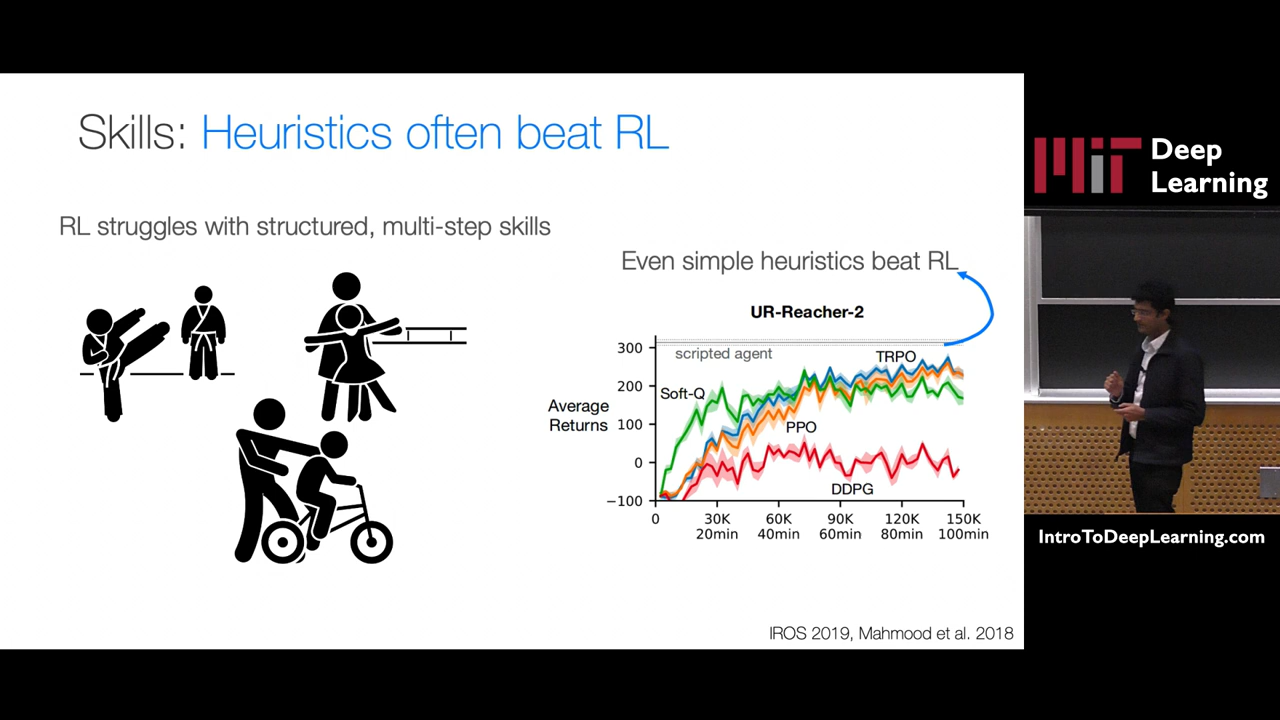 Skills: Heuristics often beat RL
RL struggles with structured, multi-step skills
Even simple heuristics beat RL
UR-Reacher-2
300
200
100
0
−100
Average
Returns
scripted agent
TRPO
Soft-Q
PPO
DDPG
0 30K 60K 90K 120K 150K
20min 40min 60min 80min 100min
IROS 2019, Mahmood et al. 2018
MIT Deep
Learning
IntroToDeepLearning.com